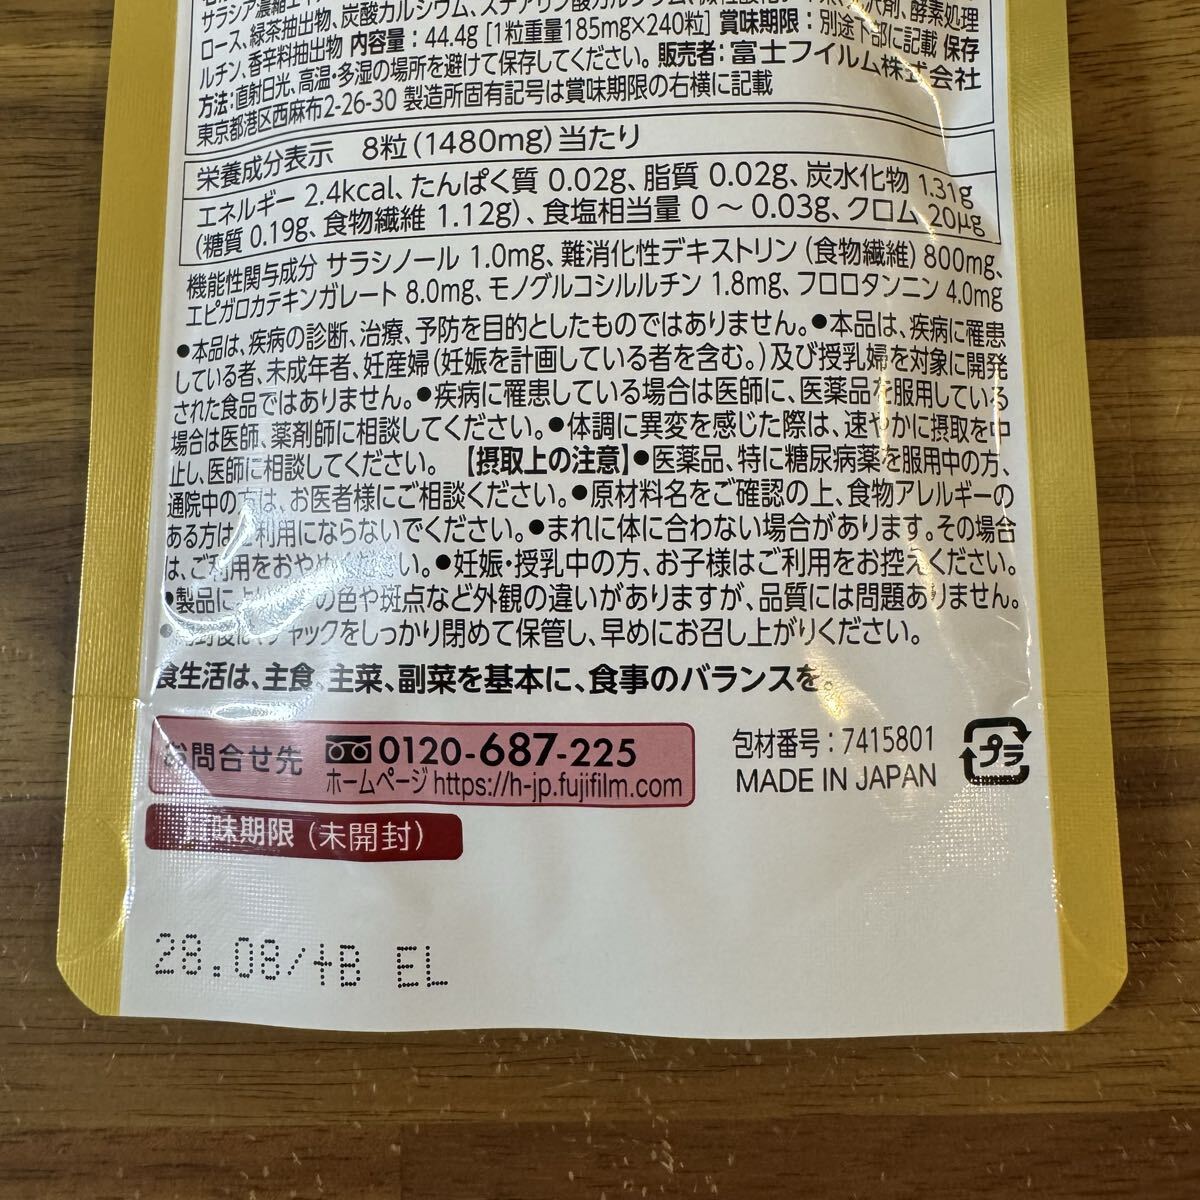 サラシア濃縮エキス
ロース、緑茶抽出物、炭酸カルシウム、ステアリン酸カルシウム、光沢剤、酵素処理
ルチン、香辛料抽出物 内容量：44.4g [1粒重量185mg×240粒] 賞味期限：別途下部に記載 保存
方法：直射日光、高温・多湿の場所を避けて保存してください。 販売者：富士フイルム株式会社
東京都港区西麻布2-26-30 製造所固有記号は賞味期限の右横に記載
栄養成分表示 8粒(1480mg)当たり
エネルギー 2.4kcal、たんぱく質 0.02g、脂質 0.02g、炭水化物 1.31g
(糖質 0.19g、食物繊維 1.12g)、食塩相当量 0～0.03g、クロム 20μg
機能性関与成分 サラシノール 1.0mg、難消化性デキストリン(食物繊維)800mg、
エピガロカテキンガレート 8.0mg、モノグルコシルルチン 1.8mg、フロロタンニン 4.0mg
●本品は、疾病の診断、治療、予防を目的としたものではありません。●本品は、疾病に罹患
している者、未成年者、妊産婦(妊娠を計画している者を含む。)及び授乳婦を対象に開発
された食品ではありません。●疾病に罹患している場合は医師に、医薬品を服用している
場合は医師、薬剤師に相談してください。●体調に異変を感じた際は、速やかに摂取を中
止し、医師に相談してください。 【摂取上の注意】●医薬品、特に糖尿病薬を服用中の方、
通院中の方は、お医者様にご相談ください。●原材料名をご確認の上、食物アレルギーの
ある方はご利用にならないでください。●まれに体に合わない場合があります。その場合
は、ご利用をおやめください。●妊娠・授乳中の方、お子様はご利用をお控えください。
●製品により の色や斑点など外観の違いがありますが、品質には問題ありません。
●開封後は、チャックをしっかり閉めて保管し、早めにお召し上がりください。
食生活は、主食、主菜、副菜を基本に、食事のバランスを。
お問合せ先 0120-687-225
ホームページ https://h-jp.fujifilm.com
包材番号：7415801
MADE IN JAPAN
プラ
賞味期限（未開封）
28.08/+B EL